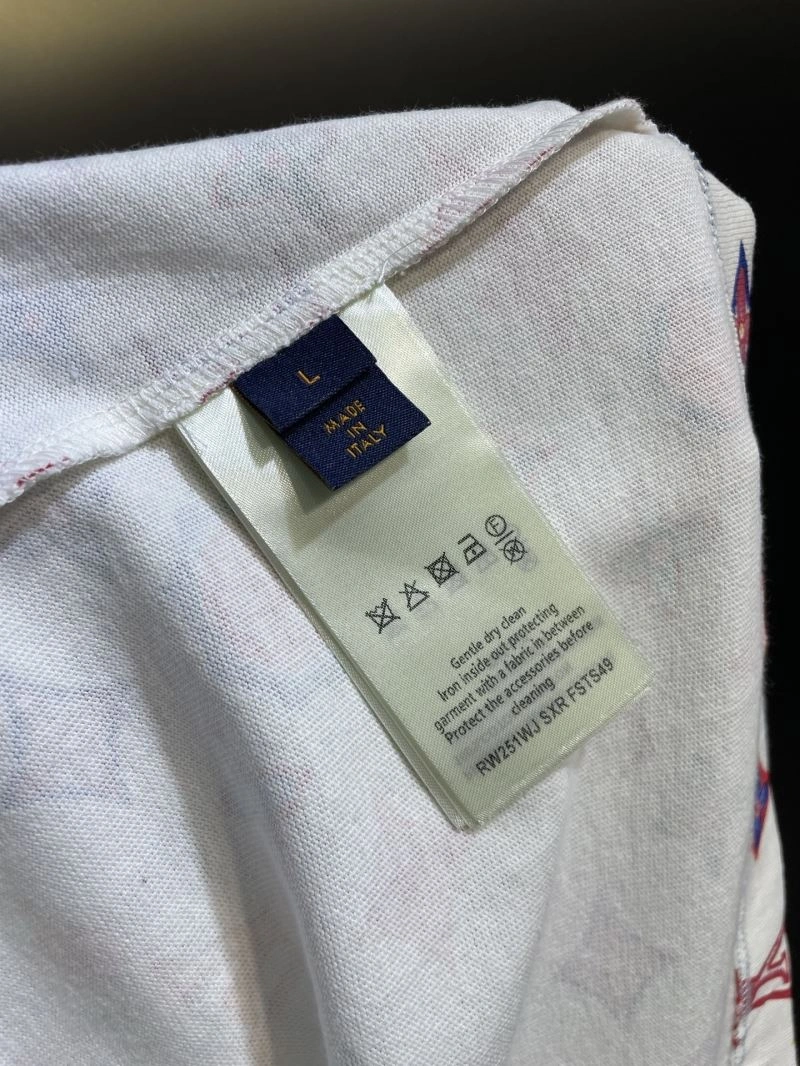 L
MADE
IN
ITALY
F
Gentle dry clean
Iron inside out protecting
garment with a fabric in between
Protect the accessories before
cleaning
RW251WJ SXR FSTS49